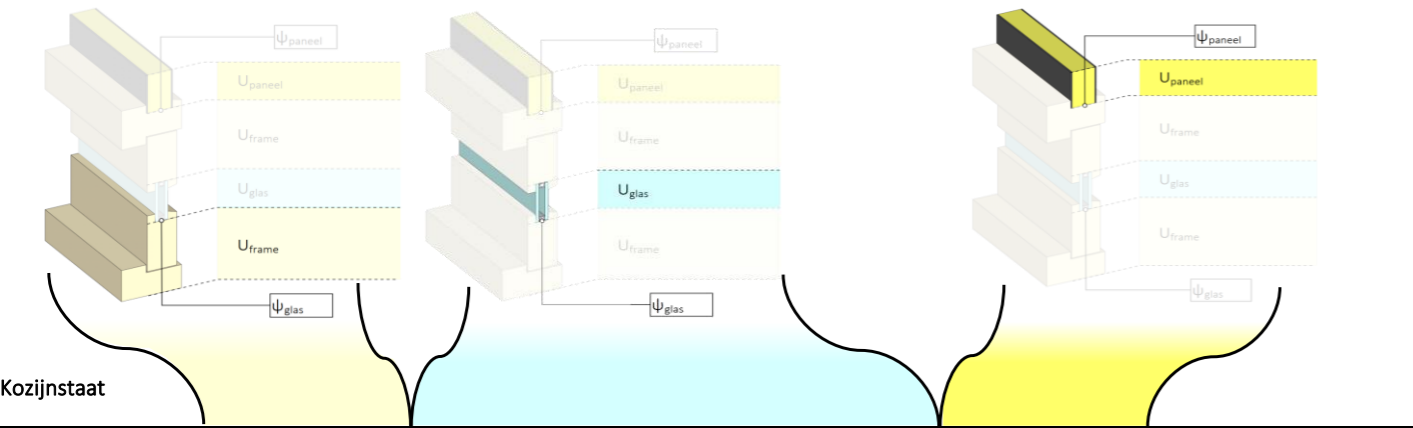 ψpaneel
Upaneel
Uframe
Uglas
Uframe
ψglas
ψpaneel
Upaneel
Uframe
Uglas
Uframe
ψglas
ψpaneel
Upaneel
Uframe
Uglas
Uframe
ψglas
Kozijnstaat